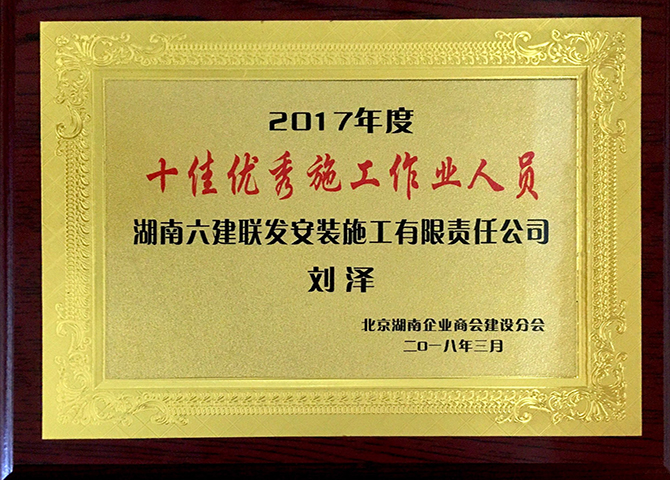 2017年度
十佳优秀施工作业人员
湖南六建联发安装施工有限责任公司
刘泽
北京湖南企业商会建设分会
二0一八年三月